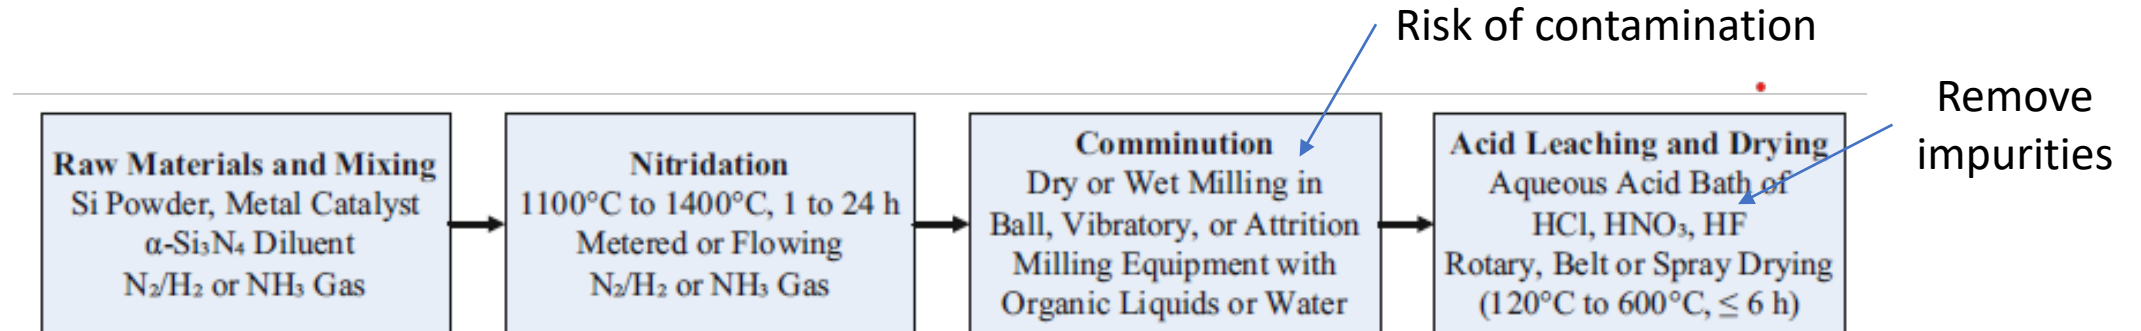 Risk of contamination
Remove
impurities
Raw Materials and Mixing
Si Powder, Metal Catalyst
α-Si₃N₄ Diluent
N₂/H₂ or NH₃ Gas
Nitridation
1100°C to 1400°C, 1 to 24 h
Metered or Flowing
N₂/H₂ or NH₃ Gas
Comminution
Dry or Wet Milling in
Ball, Vibratory, or Attrition
Milling Equipment with
Organic Liquids or Water
Acid Leaching and Drying
Aqueous Acid Bath of
HCl, HNO₃, HF
Rotary, Belt or Spray Drying
(120°C to 600°C, ≤ 6 h)